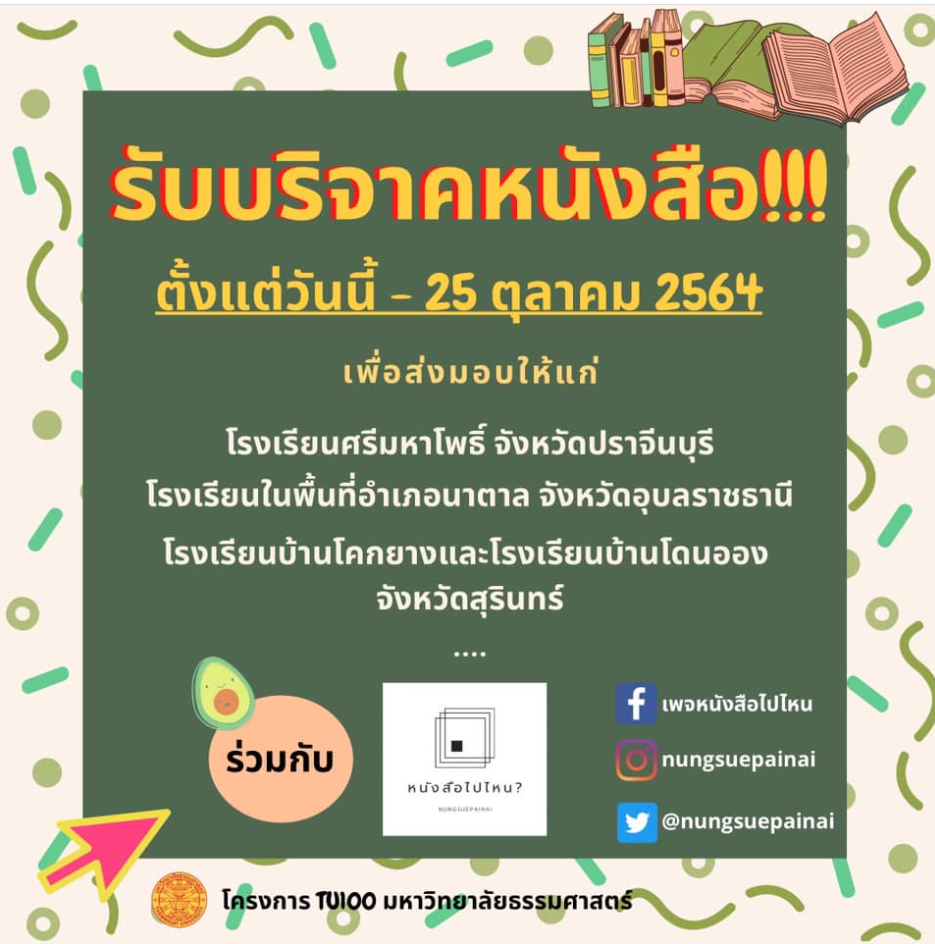 รับบริจาคหนังสือ!!!
ตั้งแต่วันนี้ - 25 ตุลาคม 2564
เพื่อส่งมอบให้แก่
โรงเรียนศรีมหาโพธิ์ จังหวัดปราจีนบุรี
โรงเรียนในพื้นที่อำเภอนาตาล จังหวัดอุบลราชธานี
โรงเรียนบ้านโคกยางและโรงเรียนบ้านโดนออง
จังหวัดสุรินทร์
....
ร่วมกับ
หนังสือไปไหน?
NUNGSUEPAINAI
เพจหนังสือไปไหน
nungsuepainai
@nungsuepainai
โครงการ TU100 มหาวิทยาลัยธรรมศาสตร์